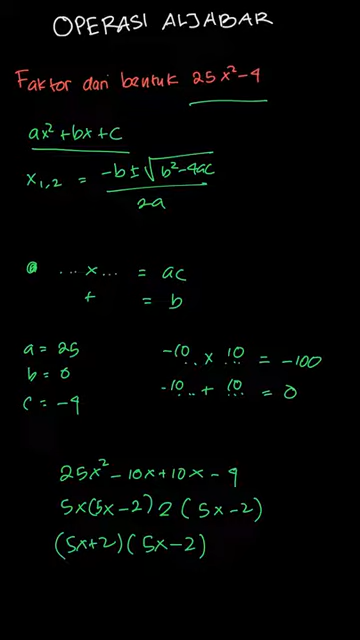 OPERASI ALJABAR
Faktor dari bentuk 25x² - 4
ax² + bx + c
x₁,₂ = (-b ± √(b² - 4ac)) / 2a
... x ... = ac
+ = b
a = 25
b = 0
c = -4
-10 x 10 = -100
-10 + 10 = 0
25x² - 10x + 10x - 4
5x(5x - 2) 2 (5x - 2)
(5x + 2)(5x - 2)